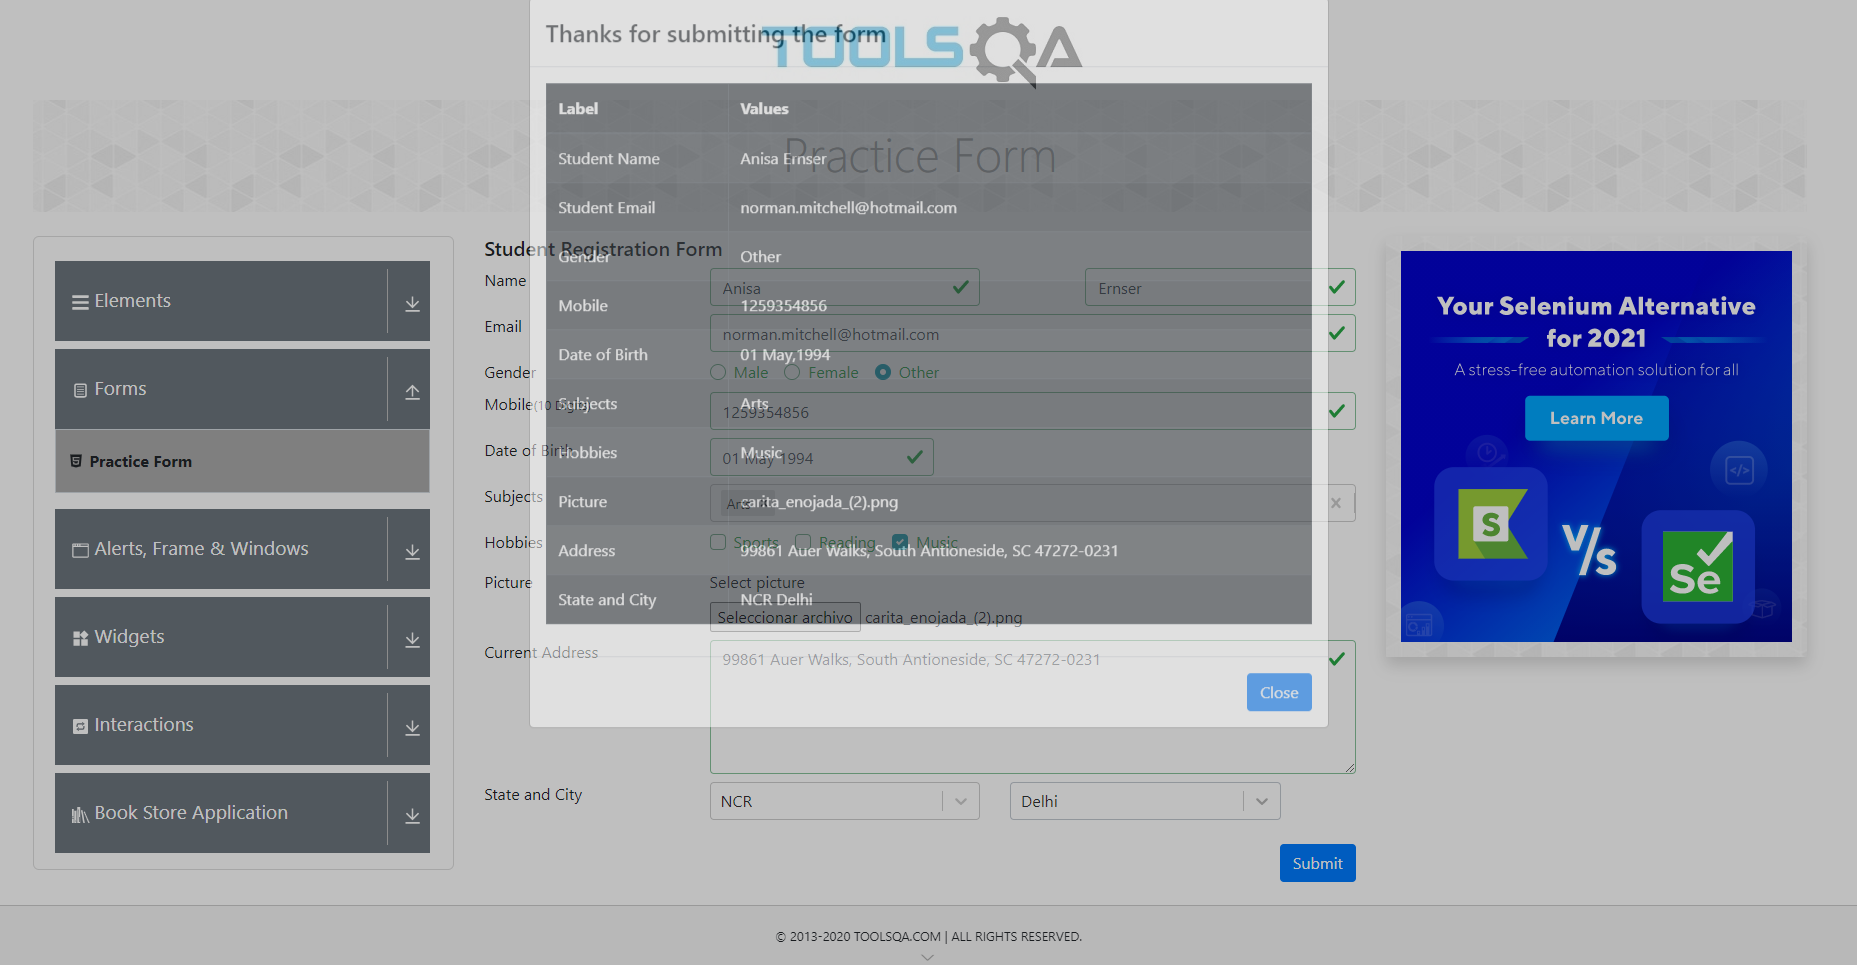 TOOLSQA
Thanks for submitting the form
Label Values
Student Name Anisa Ernser
Student Email norman.mitchell@hotmail.com
Gender Other
Mobile 1259354856
Date of Birth 01 May,1994
Subjects Arts
Hobbies Music
Picture carita_enojada_(2).png
Address 99861 Auer Walks, South Antioneside, SC 47272-0231
State and City NCR Delhi
Close
Practice Form
Elements
Forms
Practice Form
Alerts, Frame & Windows
Widgets
Interactions
Book Store Application
Student Registration Form
Name Anisa Ernser
Email norman.mitchell@hotmail.com
Gender Male Female Other
Mobile(10 Digits) 1259354856
Date of Birth 01 May 1994
Subjects Arts
Hobbies Sports Reading Music
Picture Select picture
Seleccionar archivo carita_enojada_(2).png
Current Address 99861 Auer Walks, South Antioneside, SC 47272-0231
State and City NCR Delhi
Submit
Your Selenium Alternative
for 2021
A stress-free automation solution for all
Learn More
S
V/S
Se
© 2013-2020 TOOLSQA.COM | ALL RIGHTS RESERVED.